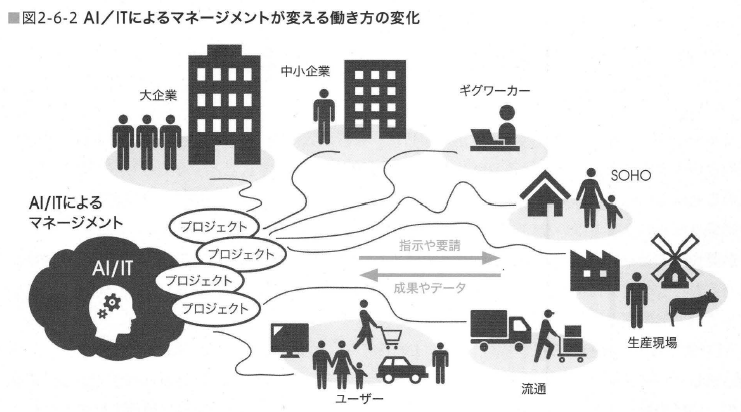 ■図2-6-2 AI／ITによるマネージメントが変える働き方の変化
大企業
中小企業
ギグワーカー
SOHO
AI/ITによる
マネージメント
AI/IT
プロジェクト
プロジェクト
プロジェクト
プロジェクト
指示や要請
成果やデータ
生産現場
流通
ユーザー